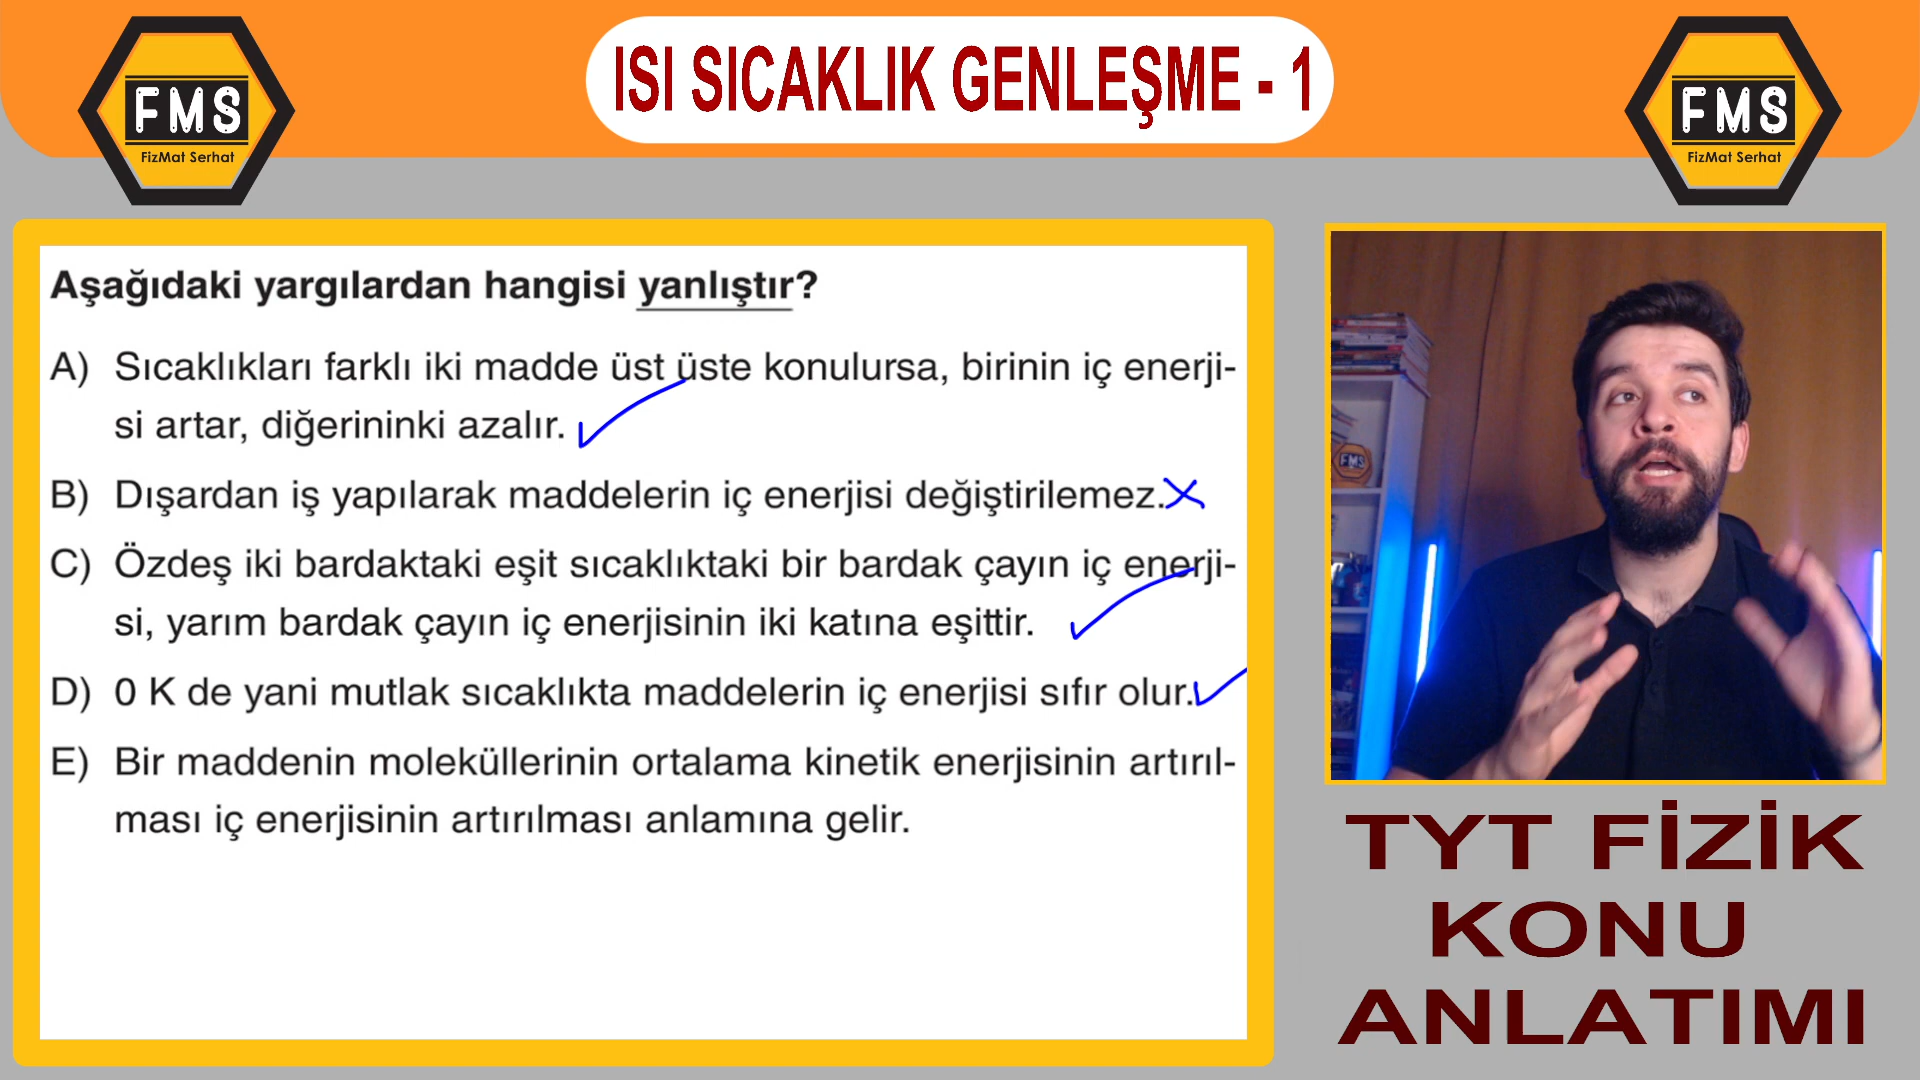 ISI SICAKLIK GENLEŞME - 1
FMS
FizMat Serhat
FMS
FizMat Serhat
Aşağıdaki yargılardan hangisi yanlıştır?
A) Sıcaklıkları farklı iki madde üst üste konulursa, birinin iç enerji-
si artar, diğerininki azalır.
B) Dışardan iş yapılarak maddelerin iç enerjisi değiştirilemez.
C) Özdeş iki bardaktaki eşit sıcaklıktaki bir bardak çayın iç enerji-
si, yarım bardak çayın iç enerjisinin iki katına eşittir.
D) 0 K de yani mutlak sıcaklıkta maddelerin iç enerjisi sıfır olur.
E) Bir maddenin moleküllerinin ortalama kinetik enerjisinin artırıl-
ması iç enerjisinin artırılması anlamına gelir.
FMS
TYT FİZİK
KONU
ANLATIMI